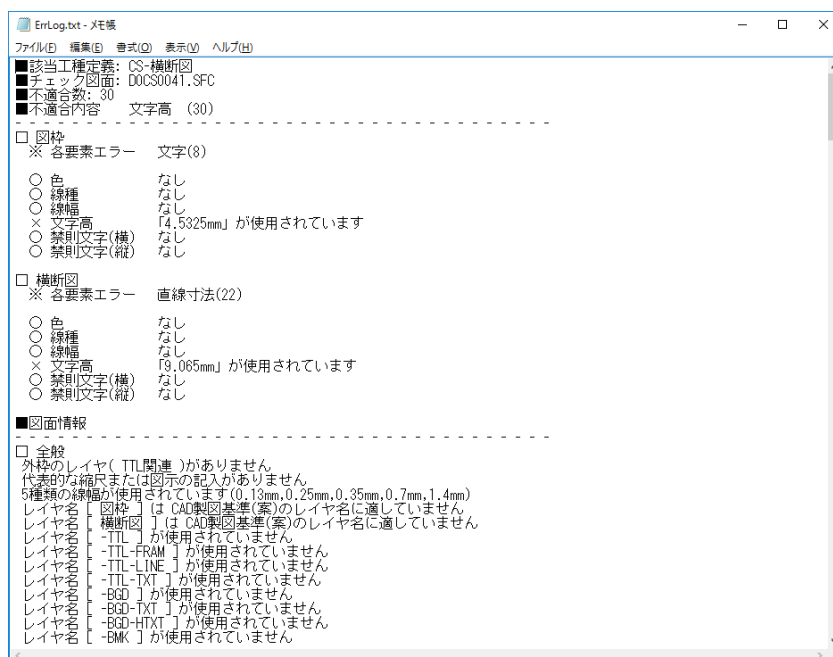 ErrLog.txt - メモ帳
ファイル(F) 編集(E) 書式(O) 表示(V) ヘルプ(H)
■該当工種定義: CS-横断図
■チェック図面: D0CS0041.SFC
■不適合数: 30
■不適合内容 文字高 (30)
- - - - - - - - - - - - - - - - - - - - - - - - - - - - - - - - - - - - - -
□ 図枠
※ 各要素エラー 文字(8)
○ 色 なし
○ 線種 なし
○ 線幅 なし
× 文字高 「4.5325mm」が使用されています
○ 禁則文字(横) なし
○ 禁則文字(縦) なし
□ 横断図
※ 各要素エラー 直線寸法(22)
○ 色 なし
○ 線種 なし
○ 線幅 なし
× 文字高 「9.065mm」が使用されています
○ 禁則文字(横) なし
○ 禁則文字(縦) なし
■図面情報
- - - - - - - - - - - - - - - - - - - - - - - - - - - - - - - - - - - - - -
□ 全般
外枠のレイヤ( TTL関連 )がありません
代表的な縮尺または図示の記入がありません
5種類の線幅が使用されています(0.13mm,0.25mm,0.35mm,0.7mm,1.4mm)
レイヤ名 [ 図枠 ] は CAD製図基準(案)のレイヤ名に適していません
レイヤ名 [ 横断図 ] は CAD製図基準(案)のレイヤ名に適していません
レイヤ名 [ -TTL ] が使用されていません
レイヤ名 [ -TTL-FRAM ] が使用されていません
レイヤ名 [ -TTL-LINE ] が使用されていません
レイヤ名 [ -TTL-TXT ] が使用されていません
レイヤ名 [ -BGD ] が使用されていません
レイヤ名 [ -BGD-TXT ] が使用されていません
レイヤ名 [ -BGD-HTXT ] が使用されていません
レイヤ名 [ -BMK ] が使用されていません